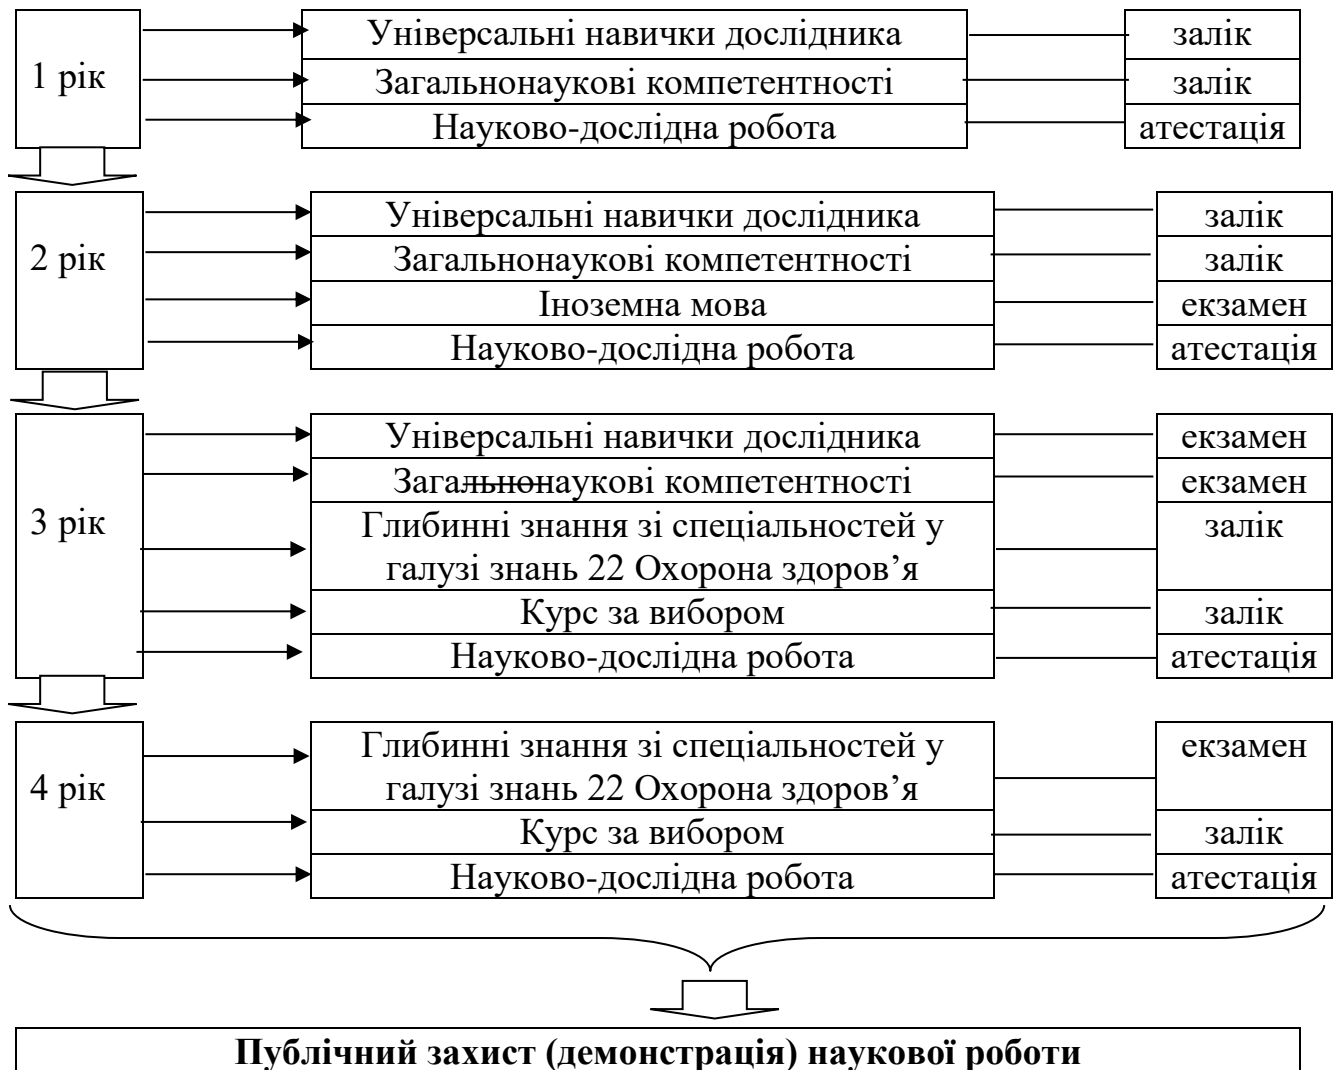 1 рік
Універсальні навички дослідника
залік
Загальнонаукові компетентності
залік
Науково-дослідна робота
атестація
2 рік
Універсальні навички дослідника
залік
Загальнонаукові компетентності
залік
Іноземна мова
екзамен
Науково-дослідна робота
атестація
3 рік
Універсальні навички дослідника
екзамен
Загальнонаукові компетентності
екзамен
Глибинні знання зі спеціальностей у
галузі знань 22 Охорона здоров’я
залік
Курс за вибором
залік
Науково-дослідна робота
атестація
4 рік
Глибинні знання зі спеціальностей у
галузі знань 22 Охорона здоров’я
екзамен
Курс за вибором
залік
Науково-дослідна робота
атестація
Публічний захист (демонстрація) наукової роботи